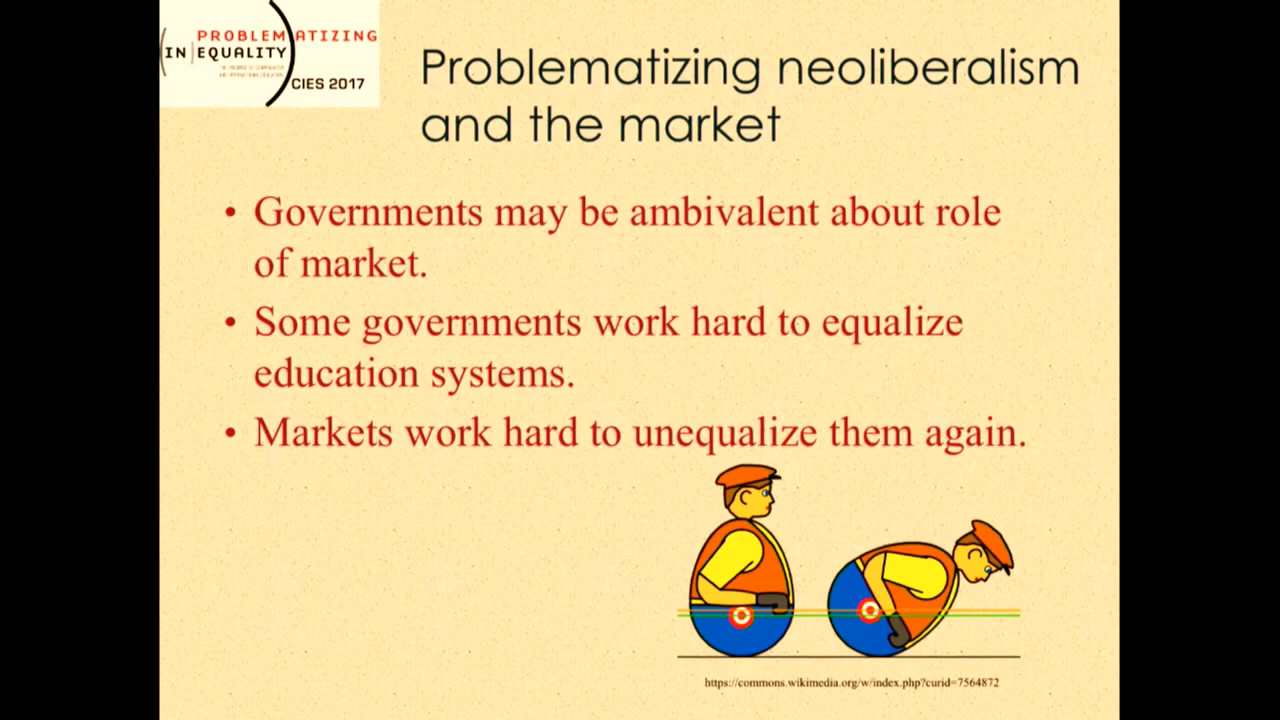 PROBLEMATIZING
(IN)EQUALITY
CIES 2017
Problematizing neoliberalism
and the market
• Governments may be ambivalent about role
of market.
• Some governments work hard to equalize
education systems.
• Markets work hard to unequalize them again.
https://commons.wikimedia.org/w/index.php?curid=7564872